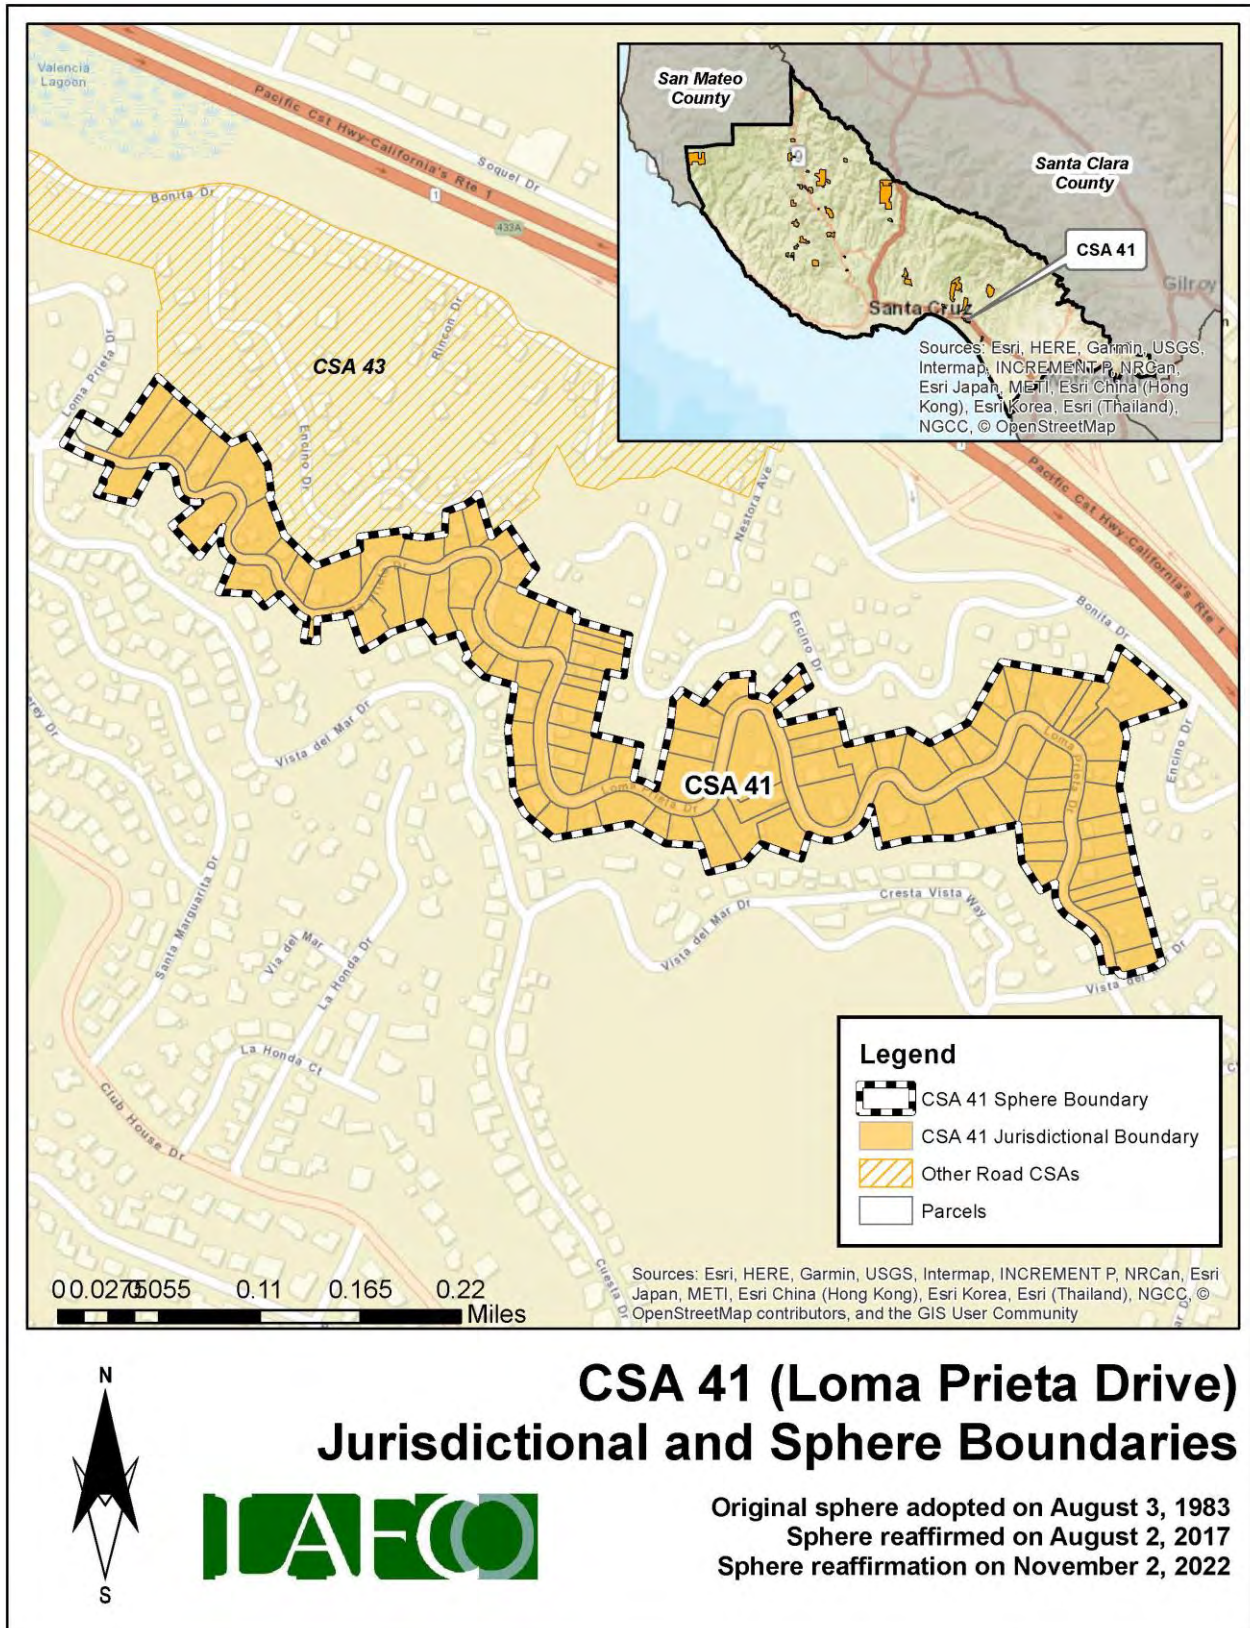 Valencia
Lagoon
Pacific Cst Hwy-California's Rte 1
Soquel Dr
1
433A
Bonita Dr
Rincon Dr
Loma Prieta Dr
CSA 43
Encino Dr
San Mateo
County
9
Santa Clara
County
CSA 41
Gilroy
Santa Cruz
Sources: Esri, HERE, Garmin, USGS,
Intermap, INCREMENT P, NRCan,
Esri Japan, METI, Esri China (Hong
Kong), Esri Korea, Esri (Thailand),
NGCC, © OpenStreetMap
Nestora Ave
Pacific Cst Hwy-California's Rte 1
Bonita Dr
Encino Dr
Encino Dr
Vista del Mar Dr
Loma Prieta Dr
CSA 41
Loma Prieta Dr
Santa Marguarita Dr
Via del Mar
La Honda Dr
Vista del Mar Dr
Cresta Vista Way
Vista del Dr
La Honda Ct
Club House Dr
Cuesta Dr
Legend
CSA 41 Sphere Boundary
CSA 41 Jurisdictional Boundary
Other Road CSAs
Parcels
0 0.0275 0.055 0.11 0.165 0.22
Miles
Sources: Esri, HERE, Garmin, USGS, Intermap, INCREMENT P, NRCan, Esri
Japan, METI, Esri China (Hong Kong), Esri Korea, Esri (Thailand), NGCC, ©
OpenStreetMap contributors, and the GIS User Community
N
S
CSA 41 (Loma Prieta Drive)
Jurisdictional and Sphere Boundaries
LAFCO
Original sphere adopted on August 3, 1983
Sphere reaffirmed on August 2, 2017
Sphere reaffirmation on November 2, 2022